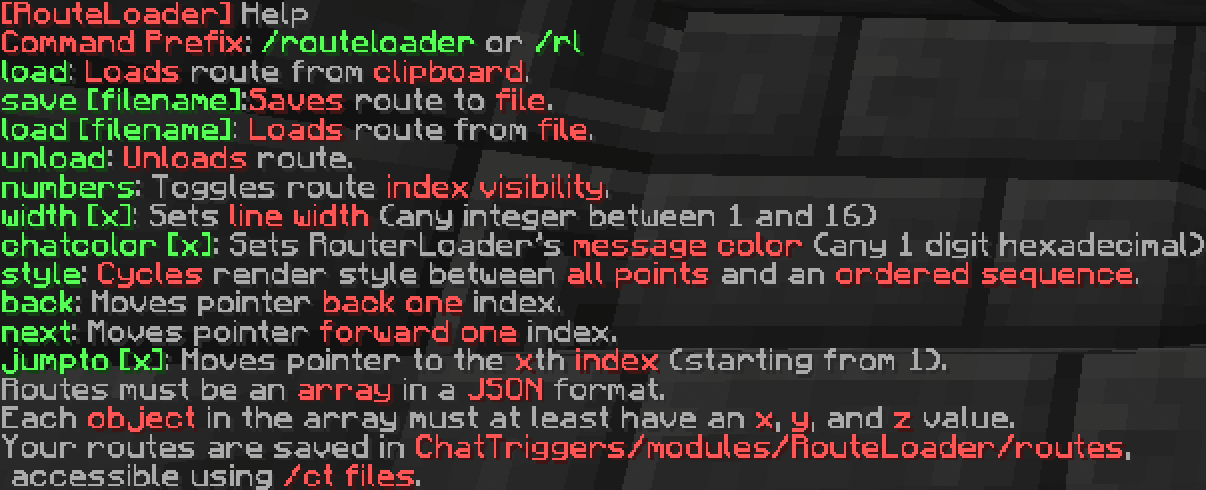 [RouteLoader] Help
Command Prefix: /routeloader or /rl
load: Loads route from clipboard.
save [filename]:Saves route to file.
load [filename]: Loads route from file.
unload: Unloads route.
numbers: Toggles route index visibility.
width [x]: Sets line width (any integer between 1 and 16)
chatcolor [x]: Sets RouterLoader's message color (any 1 digit hexadecimal)
style: Cycles render style between all points and an ordered sequence.
back: Moves pointer back one index.
next: Moves pointer forward one index.
jumpto [x]: Moves pointer to the xth index (starting from 1).
Routes must be an array in a JSON format.
Each object in the array must at least have an x, y, and z value.
Your routes are saved in ChatTriggers/modules/RouteLoader/routes,
accessible using /ct files.